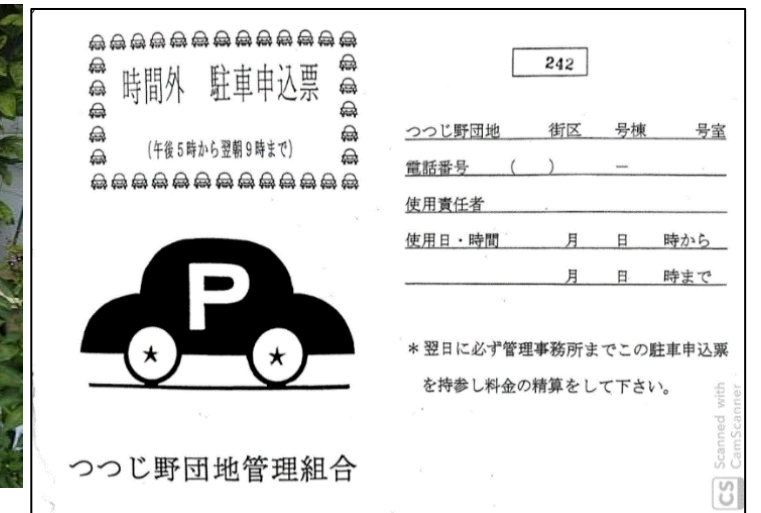 時間外 駐車申込票
(午後5時から翌朝9時まで)
P
つつじ野団地管理組合
242
つつじ野団地 街区 号棟 号室
電話番号 ( ) －
使用責任者
使用日・時間 月 日 時から
月 日 時まで
＊翌日に必ず管理事務所までこの駐車申込票
を持参し料金の精算をして下さい。
CS Scanned with
CamScanner